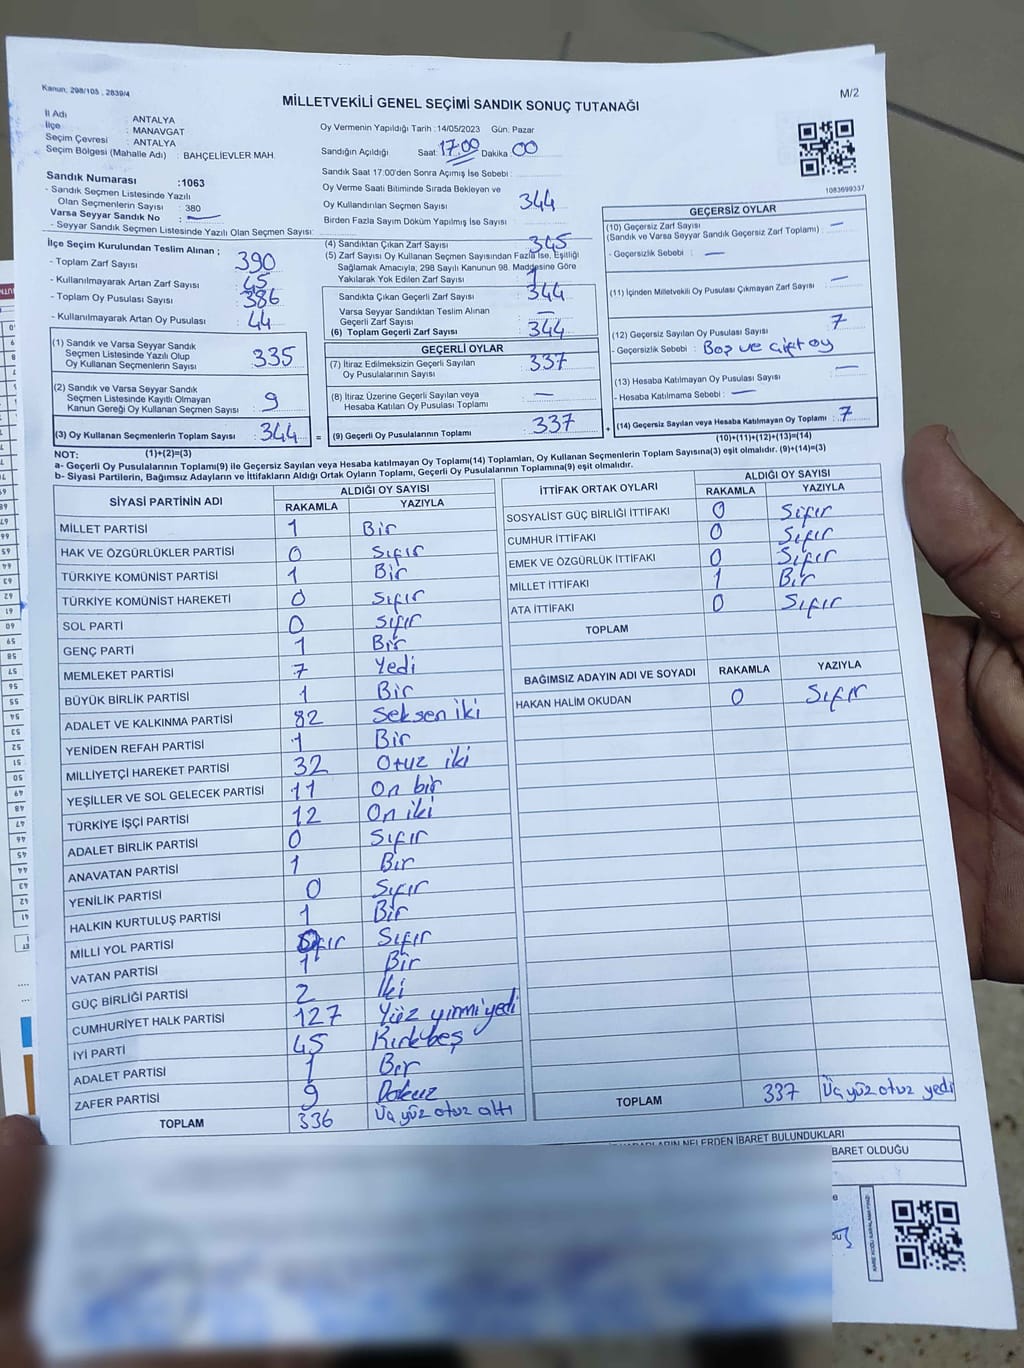 Kanun: 298/105 , 2839/4
MİLLETVEKİLİ GENEL SEÇİMİ SANDIK SONUÇ TUTANAĞI
M/2
İl Adı : ANTALYA
İlçe : MANAVGAT
Seçim Çevresi : ANTALYA
Seçim Bölgesi (Mahalle Adı) : BAHÇELİEVLER MAH.
Sandık Numarası :1063
- Sandık Seçmen Listesinde Yazılı
Olan Seçmenlerin Sayısı : 380
Varsa Seyyar Sandık No : —
- Seyyar Sandık Seçmen Listesinde Yazılı Olan Seçmen Sayısı:
Oy Vermenin Yapıldığı Tarih :14/05/2023 Gün: Pazar
Sandığın Açıldığı Saat: 17:00 Dakika 00
Sandık Saat 17:00'den Sonra Açımış İse Sebebi :
Oy Verme Saati Bitiminde Sırada Bekleyen ve
Oy Kullandırılan Seçmen Sayısı 344
Birden Fazla Sayım Döküm Yapılmış İse Sayısı :
1083699337
İlçe Seçim Kurulundan Teslim Alınan ;
- Toplam Zarf Sayısı : 390
- Kullanılmayarak Artan Zarf Sayısı : 45
- Toplam Oy Pusulası Sayısı : 386
- Kullanılmayarak Artan Oy Pusulası : 44
(4) Sandıktan Çıkan Zarf Sayısı : 345
(5) Zarf Sayısı Oy Kullanan Seçmen Sayısından Fazla İse, Eşitliği
Sağlamak Amacıyla, 298 Sayılı Kanunun 98. Maddesine Göre
Yakılarak Yok Edilen Zarf Sayısı : 1
Sandıkta Çıkan Geçerli Zarf Sayısı : 344
Varsa Seyyar Sandıktan Teslim Alınan
Geçerli Zarf Sayısı : —
(6) Toplam Geçerli Zarf Sayısı : 344
GEÇERSİZ OYLAR
(10) Geçersiz Zarf Sayısı
(Sandık ve Varsa Seyyar Sandık Geçersiz Zarf Toplamı) : —
- Geçersizlik Sebebi : —
(11) İçinden Milletvekili Oy Pusulası Çıkmayan Zarf Sayısı : —
(12) Geçersiz Sayılan Oy Pusulası Sayısı : 7
- Geçersizlik Sebebi : Boş ve Çift oy
(13) Hesaba Katılmayan Oy Pusulası Sayısı : —
- Hesaba Katılmama Sebebi : —
(14) Geçersiz Sayılan veya Hesaba Katılmayan Oy Toplamı : 7
(10)+(11)+(12)+(13)=(14)
(1) Sandık ve Varsa Seyyar Sandık
Seçmen Listesinde Yazılı Olup
Oy Kullanan Seçmenlerin Sayısı : 335
(2) Sandık ve Varsa Seyyar Sandık
Seçmen Listesinde Kayıtlı Olmayan
Kanun Gereği Oy Kullanan Seçmen Sayısı : 9
(3) Oy Kullanan Seçmenlerin Toplam Sayısı : 344 =
(1)+(2)=(3)
GEÇERLİ OYLAR
(7) İtiraz Edilmeksizin Geçerli Sayılan
Oy Pusulalarının Sayısı : 337
(8) İtiraz Üzerine Geçerli Sayılan veya
Hesaba Katılan Oy Pusulası Toplamı : —
(9) Geçerli Oy Pusulalarının Toplamı : 337 +
NOT:
a- Geçerli Oy Pusulalarının Toplamı(9) ile Geçersiz Sayılan veya Hesaba katılmayan Oy Toplamı(14) Toplamları, Oy Kullanan Seçmenlerin Toplam Sayısına(3) eşit olmalıdır. (9)+(14)=(3)
b- Siyasi Partilerin, Bağımsız Adayların ve İttifakların Aldığı Ortak Oyların Toplamı, Geçerli Oy Pusulalarının Toplamına(9) eşit olmalıdır.
SİYASİ PARTİNİN ADI ALDIĞI OY SAYISI
RAKAMLA YAZIYLA
MİLLET PARTİSİ 1 Bir
HAK VE ÖZGÜRLÜKLER PARTİSİ 0 Sıfır
TÜRKİYE KOMÜNİST PARTİSİ 1 Bir
TÜRKİYE KOMÜNİST HAREKETİ 0 Sıfır
SOL PARTİ 0 Sıfır
GENÇ PARTİ 1 Bir
MEMLEKET PARTİSİ 7 Yedi
BÜYÜK BİRLİK PARTİSİ 1 Bir
ADALET VE KALKINMA PARTİSİ 82 Seksen iki
YENİDEN REFAH PARTİSİ 1 Bir
MİLLİYETÇİ HAREKET PARTİSİ 32 Otuz iki
YEŞİLLER VE SOL GELECEK PARTİSİ 11 On bir
TÜRKİYE İŞÇİ PARTİSİ 12 On iki
ADALET BİRLİK PARTİSİ 0 Sıfır
ANAVATAN PARTİSİ 1 Bir
YENİLİK PARTİSİ 0 Sıfır
HALKIN KURTULUŞ PARTİSİ 1 Bir
MİLLİ YOL PARTİSİ 0fır Sıfır
VATAN PARTİSİ 1 Bir
GÜÇ BİRLİĞİ PARTİSİ 2 İki
CUMHURİYET HALK PARTİSİ 127 Yüz yirmi yedi
İYİ PARTİ 45 Kırkbeş
ADALET PARTİSİ 1 Bir
ZAFER PARTİSİ 9 Dokuz
TOPLAM 336 Üç yüz otuz altı
İTTİFAK ORTAK OYLARI ALDIĞI OY SAYISI
RAKAMLA YAZIYLA
SOSYALİST GÜÇ BİRLİĞİ İTTİFAKI 0 Sıfır
CUMHUR İTTİFAKI 0 Sıfır
EMEK VE ÖZGÜRLÜK İTTİFAKI 0 Sıfır
MİLLET İTTİFAKI 1 Bir
ATA İTTİFAKI 0 Sıfır
TOPLAM
BAĞIMSIZ ADAYIN ADI VE SOYADI RAKAMLA YAZIYLA
HAKAN HALİM OKUDAN 0 Sıfır
TOPLAM 337 Üç yüz otuz yedi
NELERDEN İBARET BULUNDUKLARI
BARET OLDUĞU